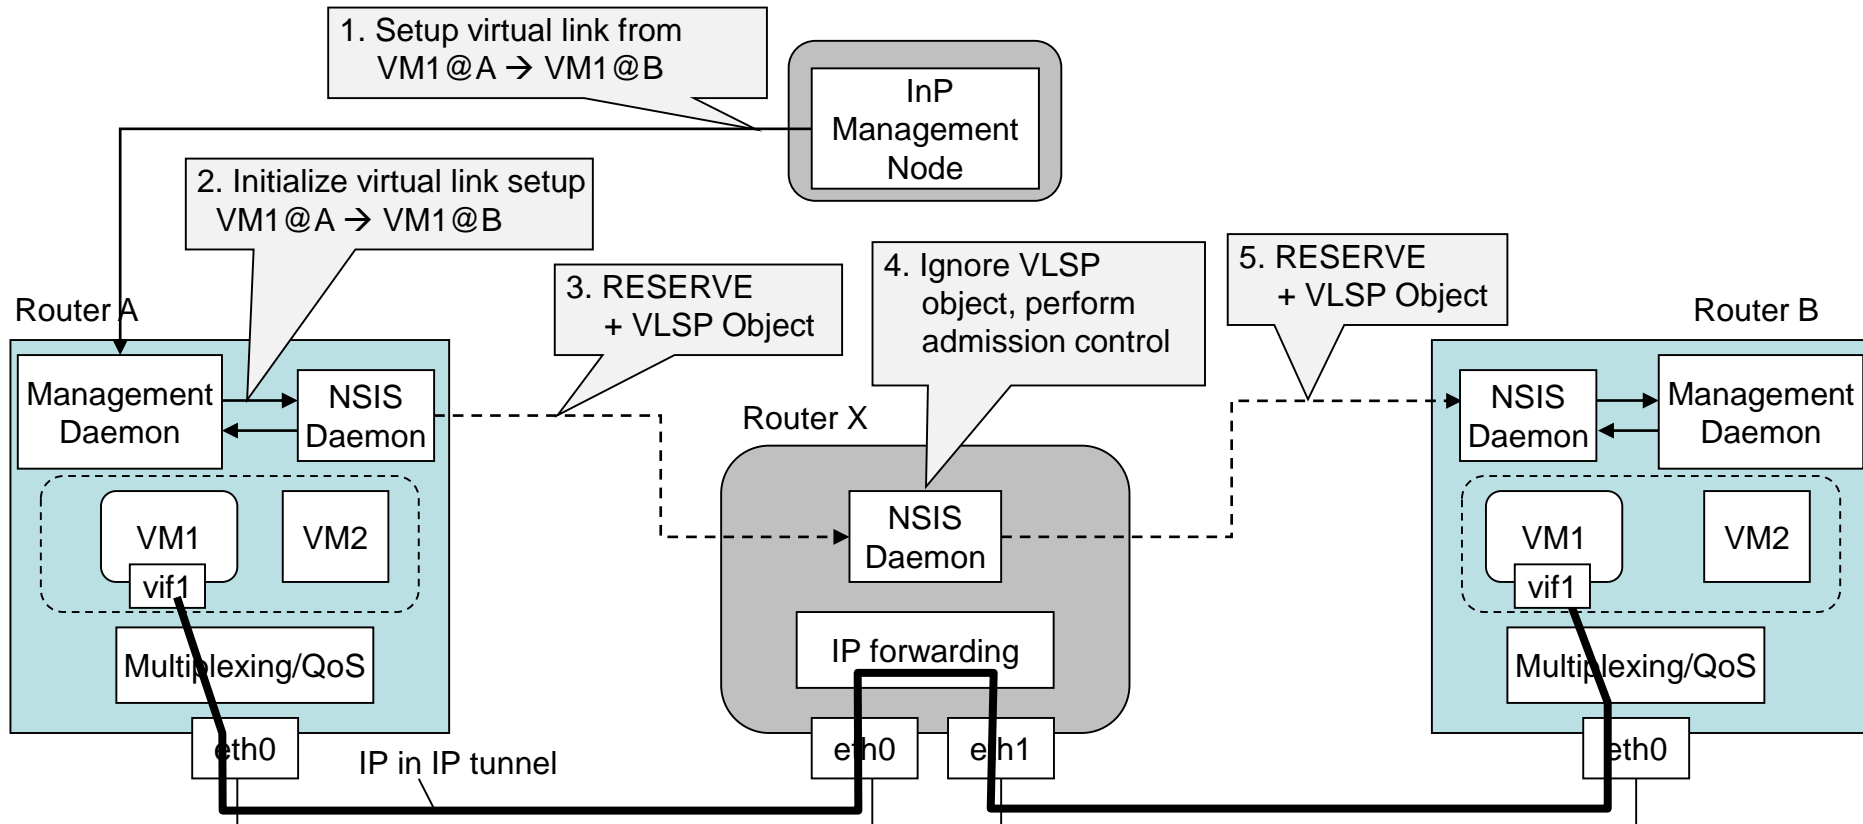 1. Setup virtual link from
VM1@A → VM1@B
InP
Management
Node
2. Initialize virtual link setup
VM1@A → VM1@B
3. RESERVE
+ VLSP Object
4. Ignore VLSP
object, perform
admission control
5. RESERVE
+ VLSP Object
Router A
Management
Daemon
NSIS
Daemon
VM1
vif1
VM2
Multiplexing/QoS
eth0
IP in IP tunnel
Router X
NSIS
Daemon
IP forwarding
eth0
eth1
Router B
NSIS
Daemon
Management
Daemon
VM1
vif1
VM2
Multiplexing/QoS
eth0